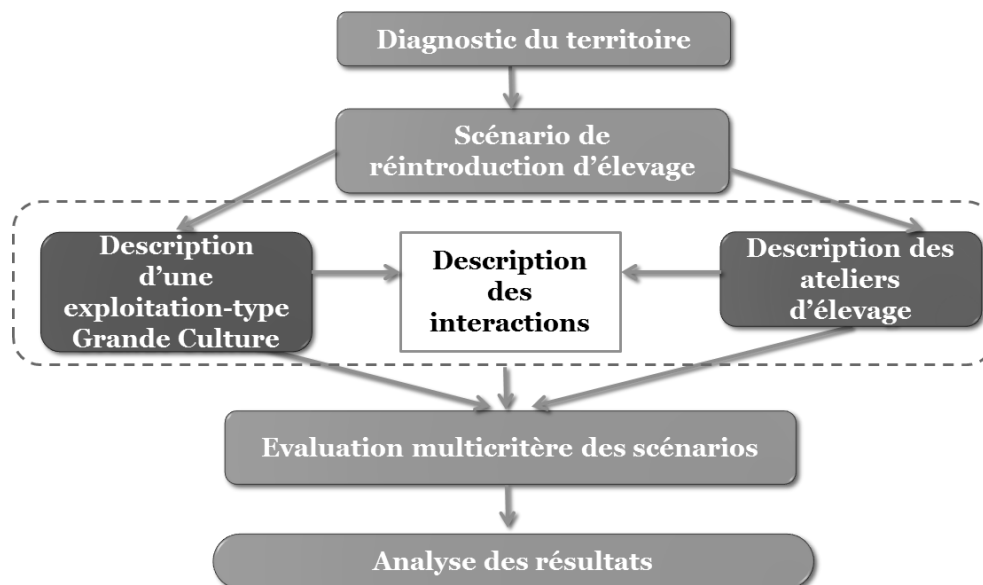 Diagnostic du territoire
Scénario de
réintroduction d'élevage
Description
d'une
exploitation-type
Grande Culture
Description
des
interactions
Description des
ateliers
d'élevage
Evaluation multicritère des scénarios
Analyse des résultats